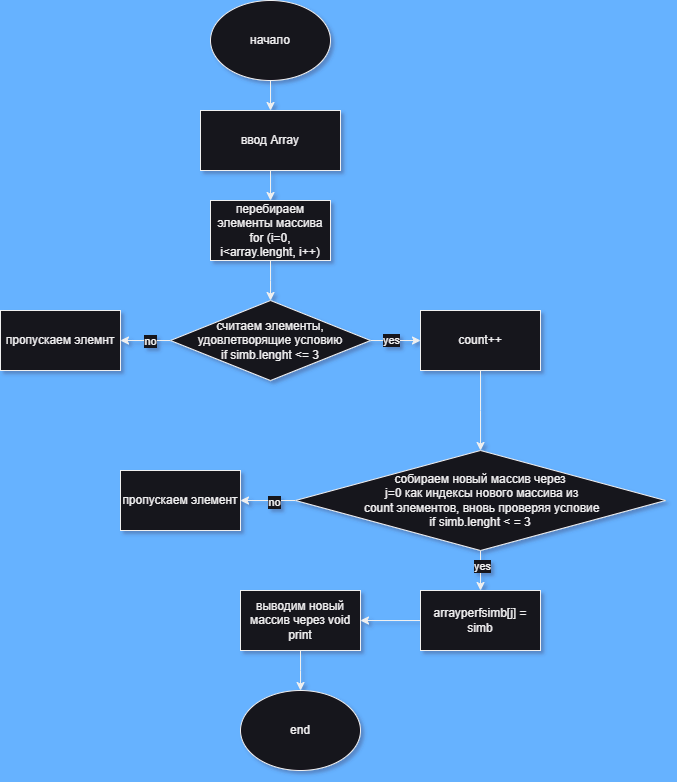 начало
ввод Array
перебираем
элементы массива
for (i=0,
i<array.lenght, i++)
считаем элементы,
удовлетворящие условию
if simb.lenght <= 3
no
yes
пропускаем элемнт
count++
собираем новый массив через
j=0 как индексы нового массива из
count элементов, вновь проверяя условие
if simb.lenght < = 3
no
пропускаем элемент
yes
arrayperfsimb[j] =
simb
выводим новый
массив через void
print
end